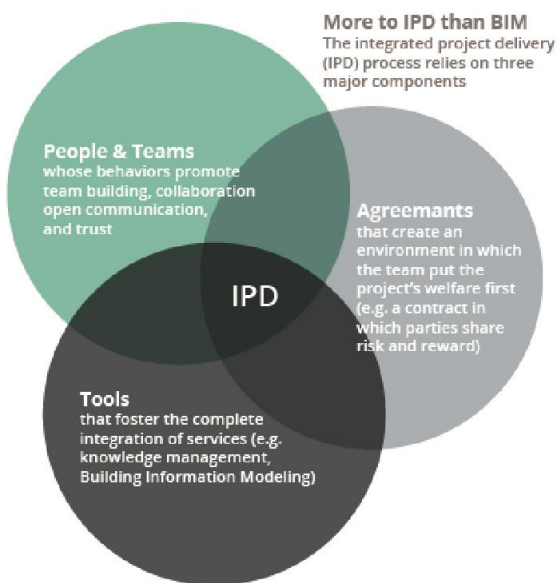 More to IPD than BIM
The integrated project delivery
(IPD) process relies on three
major components
People & Teams
whose behaviors promote
team building, collaboration
open communication,
and trust
Agreemants
that create an
environment in which
the team put the
project's welfare first
(e.g. a contract in
which parties share
risk and reward)
IPD
Tools
that foster the complete
integration of services (e.g.
knowledge management,
Building Information Modeling)